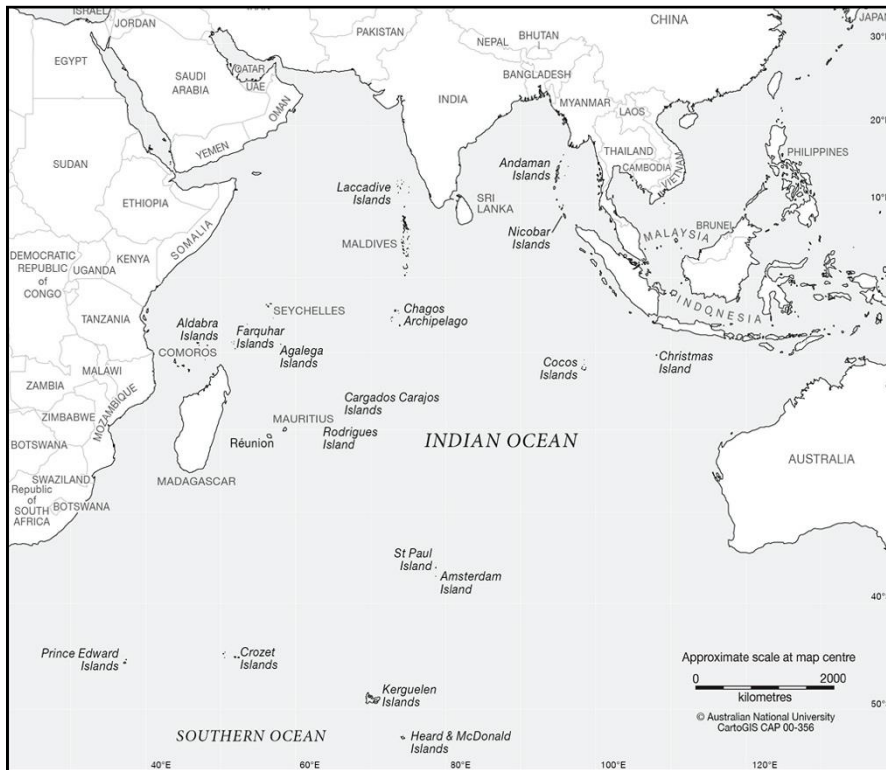 ISRAEL
JORDAN
IRAN
PAKISTAN
NEPAL
BHUTAN
CHINA
JAPAN
30°
EGYPT
SAUDI
ARABIA
QATAR
UAE
OMAN
YEMEN
BANGLADESH
INDIA
MYANMAR
LAOS
20°
THAILAND
CAMBODIA
VIETNAM
PHILIPPINES
SUDAN
ETHIOPIA
SOMALIA
Laccadive
Islands
SRI
LANKA
Andaman
Islands
Nicobar
Islands
10°
MALDIVES
MALAYSIA
BRUNEI
0°
DEMOCRATIC
REPUBLIC
of
CONGO
UGANDA
KENYA
TANZANIA
SEYCHELLES
Chagos
Archipelago
INDONESIA
Aldabra
Islands
Farquhar
Islands
Agalega
Islands
COMOROS
Cocos
Islands
Christmas
Island
MALAWI
ZAMBIA
MOZAMBIQUE
ZIMBABWE
Cargados Carajos
Islands
MAURITIUS
Rodrigues
Island
Réunion
INDIAN OCEAN
BOTSWANA
MADAGASCAR
AUSTRALIA
SWAZILAND
Republic
of
SOUTH
AFRICA
BOTSWANA
St Paul
Island
Amsterdam
Island
40°
Prince Edward
Islands
Crozet
Islands
Kerguelen
Islands
Approximate scale at map centre
0 2000
kilometres
50°
© Australian National University
CartoGIS CAP 00-356
SOUTHERN OCEAN
Heard & McDonald
Islands
40°E 60°E 80°E 100°E 120°E